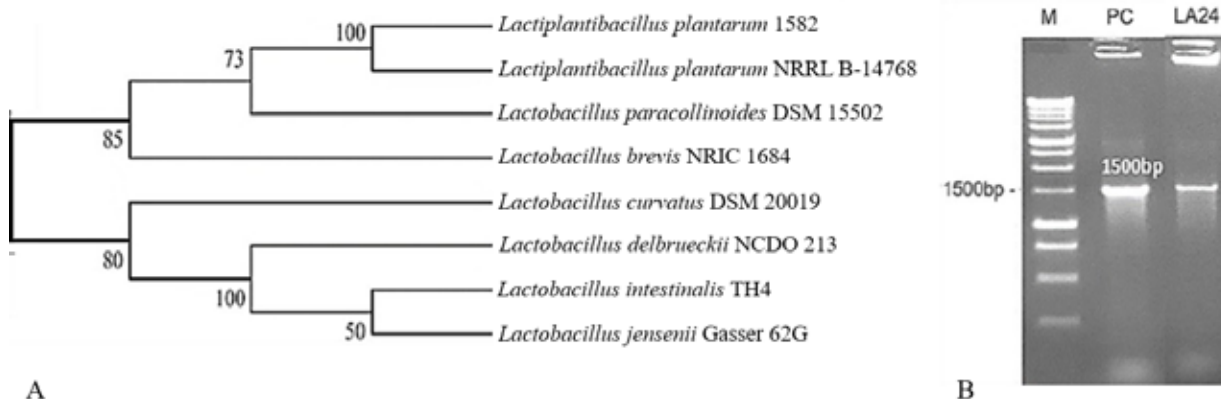 Lactiplantibacillus plantarum 1582
100
Lactiplantibacillus plantarum NRRL B-14768
73
Lactobacillus paracollinoides DSM 15502
85
Lactobacillus brevis NRIC 1684
Lactobacillus curvatus DSM 20019
80
Lactobacillus delbrueckii NCDO 213
100
Lactobacillus intestinalis TH4
50
Lactobacillus jensenii Gasser 62G
A
M PC LA24
1500bp
1500bp -
B